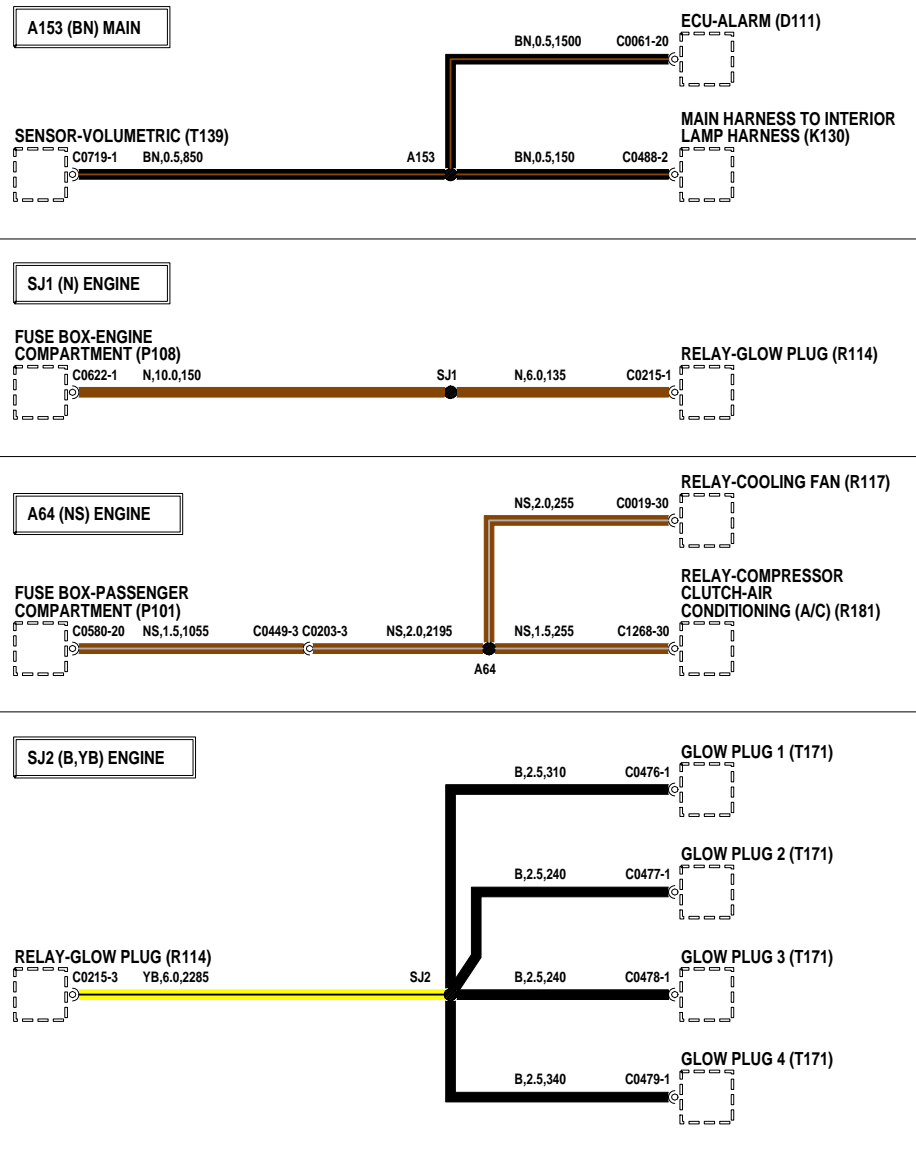 A153 (BN) MAIN
ECU-ALARM (D111)
BN,0.5,1500 C0061-20
MAIN HARNESS TO INTERIOR
LAMP HARNESS (K130)
SENSOR-VOLUMETRIC (T139)
C0719-1 BN,0.5,850 A153 BN,0.5,150 C0488-2
SJ1 (N) ENGINE
FUSE BOX-ENGINE
COMPARTMENT (P108)
RELAY-GLOW PLUG (R114)
C0622-1 N,10.0,150 SJ1 N,6.0,135 C0215-1
A64 (NS) ENGINE
RELAY-COOLING FAN (R117)
NS,2.0,255 C0019-30
RELAY-COMPRESSOR
CLUTCH-AIR
CONDITIONING (A/C) (R181)
FUSE BOX-PASSENGER
COMPARTMENT (P101)
C0580-20 NS,1.5,1055 C0449-3 C0203-3 NS,2.0,2195 NS,1.5,255 C1268-30
A64
SJ2 (B,YB) ENGINE
GLOW PLUG 1 (T171)
B,2.5,310 C0476-1
GLOW PLUG 2 (T171)
B,2.5,240 C0477-1
RELAY-GLOW PLUG (R114)
GLOW PLUG 3 (T171)
C0215-3 YB,6.0,2285 SJ2 B,2.5,240 C0478-1
GLOW PLUG 4 (T171)
B,2.5,340 C0479-1